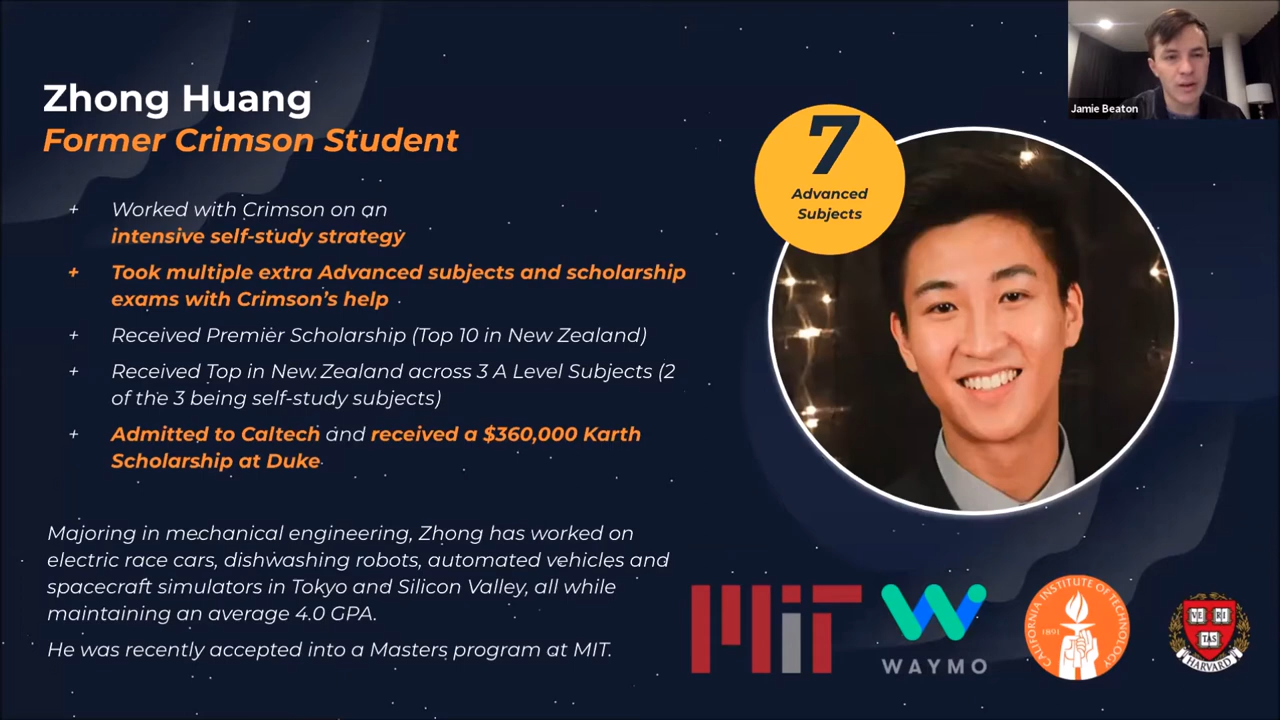 Jamie Beaton
Zhong Huang
Former Crimson Student
+ Worked with Crimson on an
intensive self-study strategy
+ Took multiple extra Advanced subjects and scholarship
exams with Crimson's help
+ Received Premier Scholarship (Top 10 in New Zealand)
+ Received Top in New Zealand across 3 A Level Subjects (2
of the 3 being self-study subjects)
+ Admitted to Caltech and received a $360,000 Karth
Scholarship at Duke
Majoring in mechanical engineering, Zhong has worked on
electric race cars, dishwashing robots, automated vehicles and
spacecraft simulators in Tokyo and Silicon Valley, all while
maintaining an average 4.0 GPA.
He was recently accepted into a Masters program at MIT.
7
Advanced
Subjects
MIT
WAYMO
CALIFORNIA INSTITUTE OF TECHNOLOGY
1891
VE RI
TAS
HARVARD